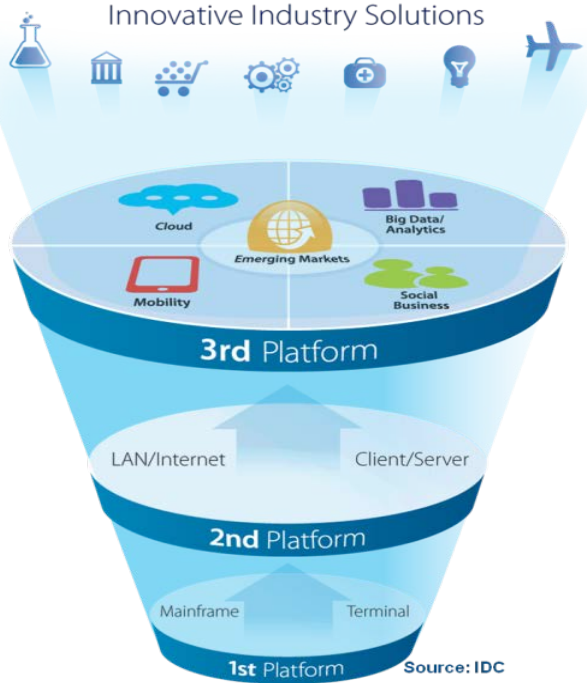 Innovative Industry Solutions
Cloud
Big Data/
Analytics
Emerging Markets
Mobility
Social
Business
3rd Platform
LAN/Internet
Client/Server
2nd Platform
Mainframe
Terminal
1st Platform
Source: IDC